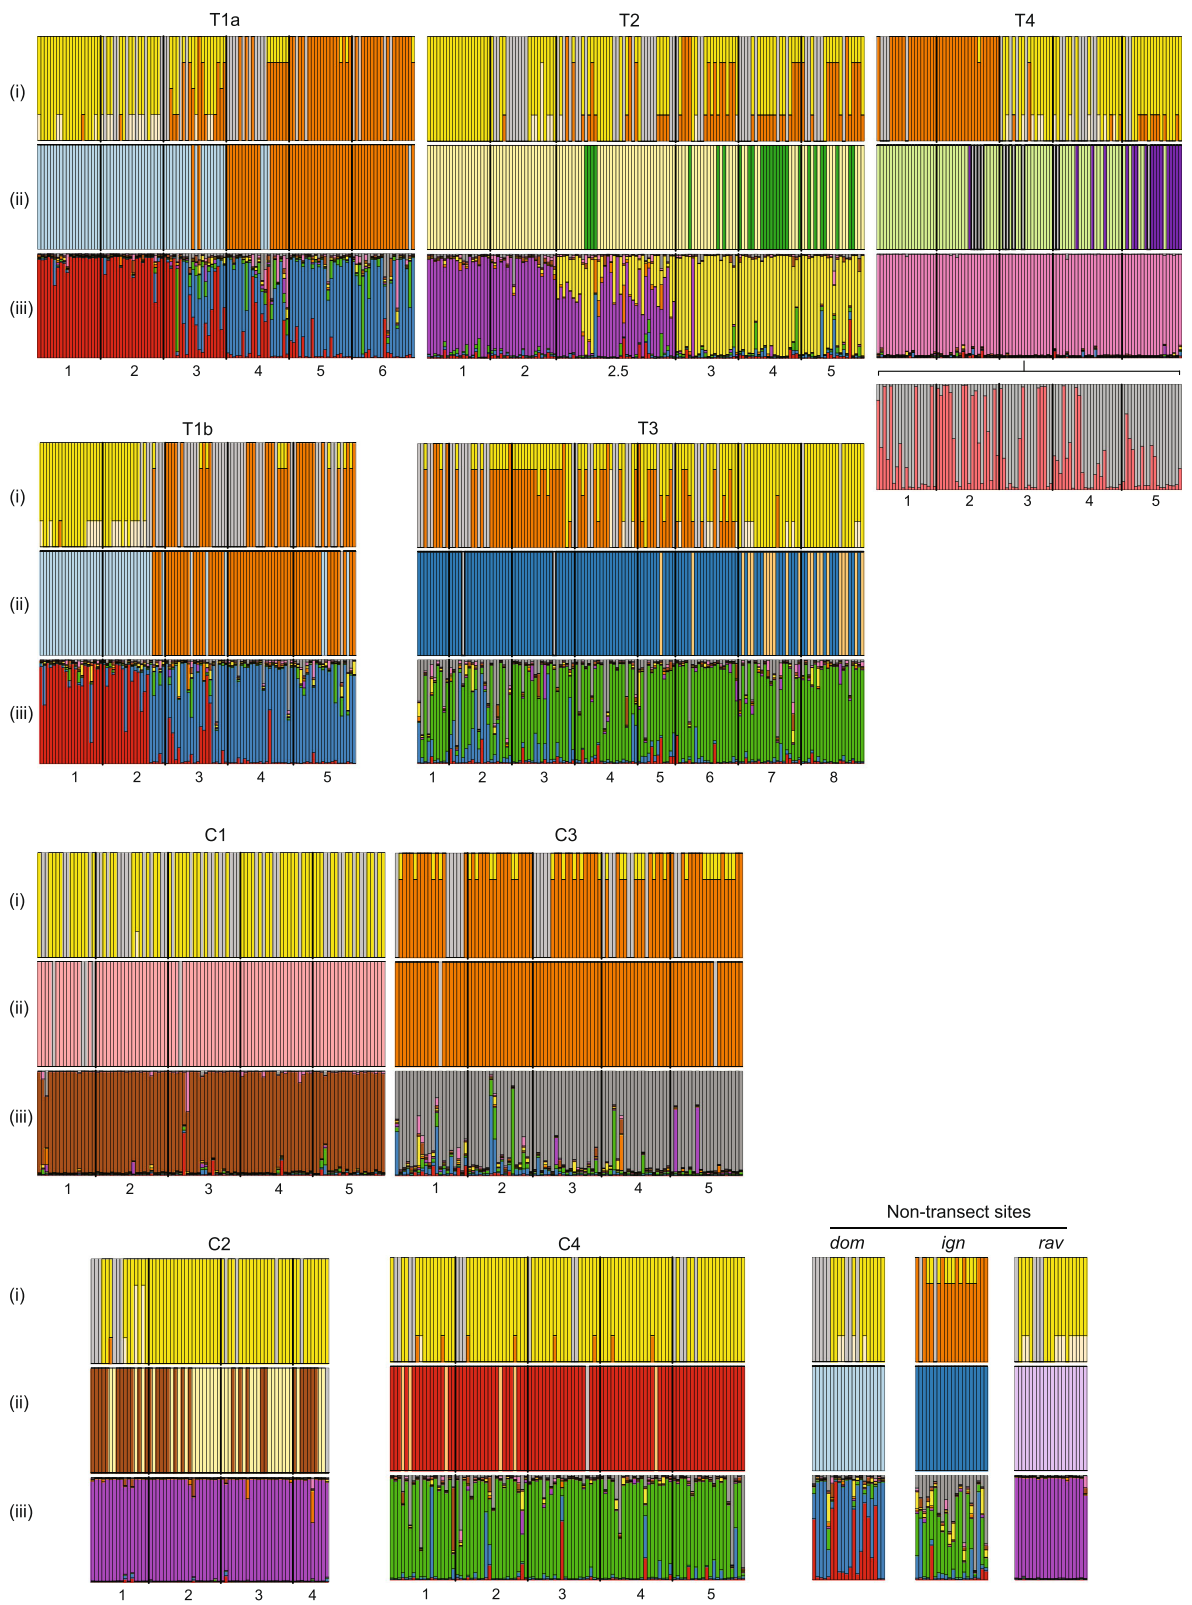 T1a T2 T4
(i)
(ii)
(iii)
1 2 3 4 5 6 1 2 2.5 3 4 5
T1b T3
(i)
1 2 3 4 5
(ii)
(iii)
1 2 3 4 5 1 2 3 4 5 6 7 8
C1 C3
(i)
(ii)
(iii)
1 2 3 4 5 1 2 3 4 5
Non-transect sites
C2 C4 dom ign rav
(i)
(ii)
(iii)
1 2 3 4 1 2 3 4 5